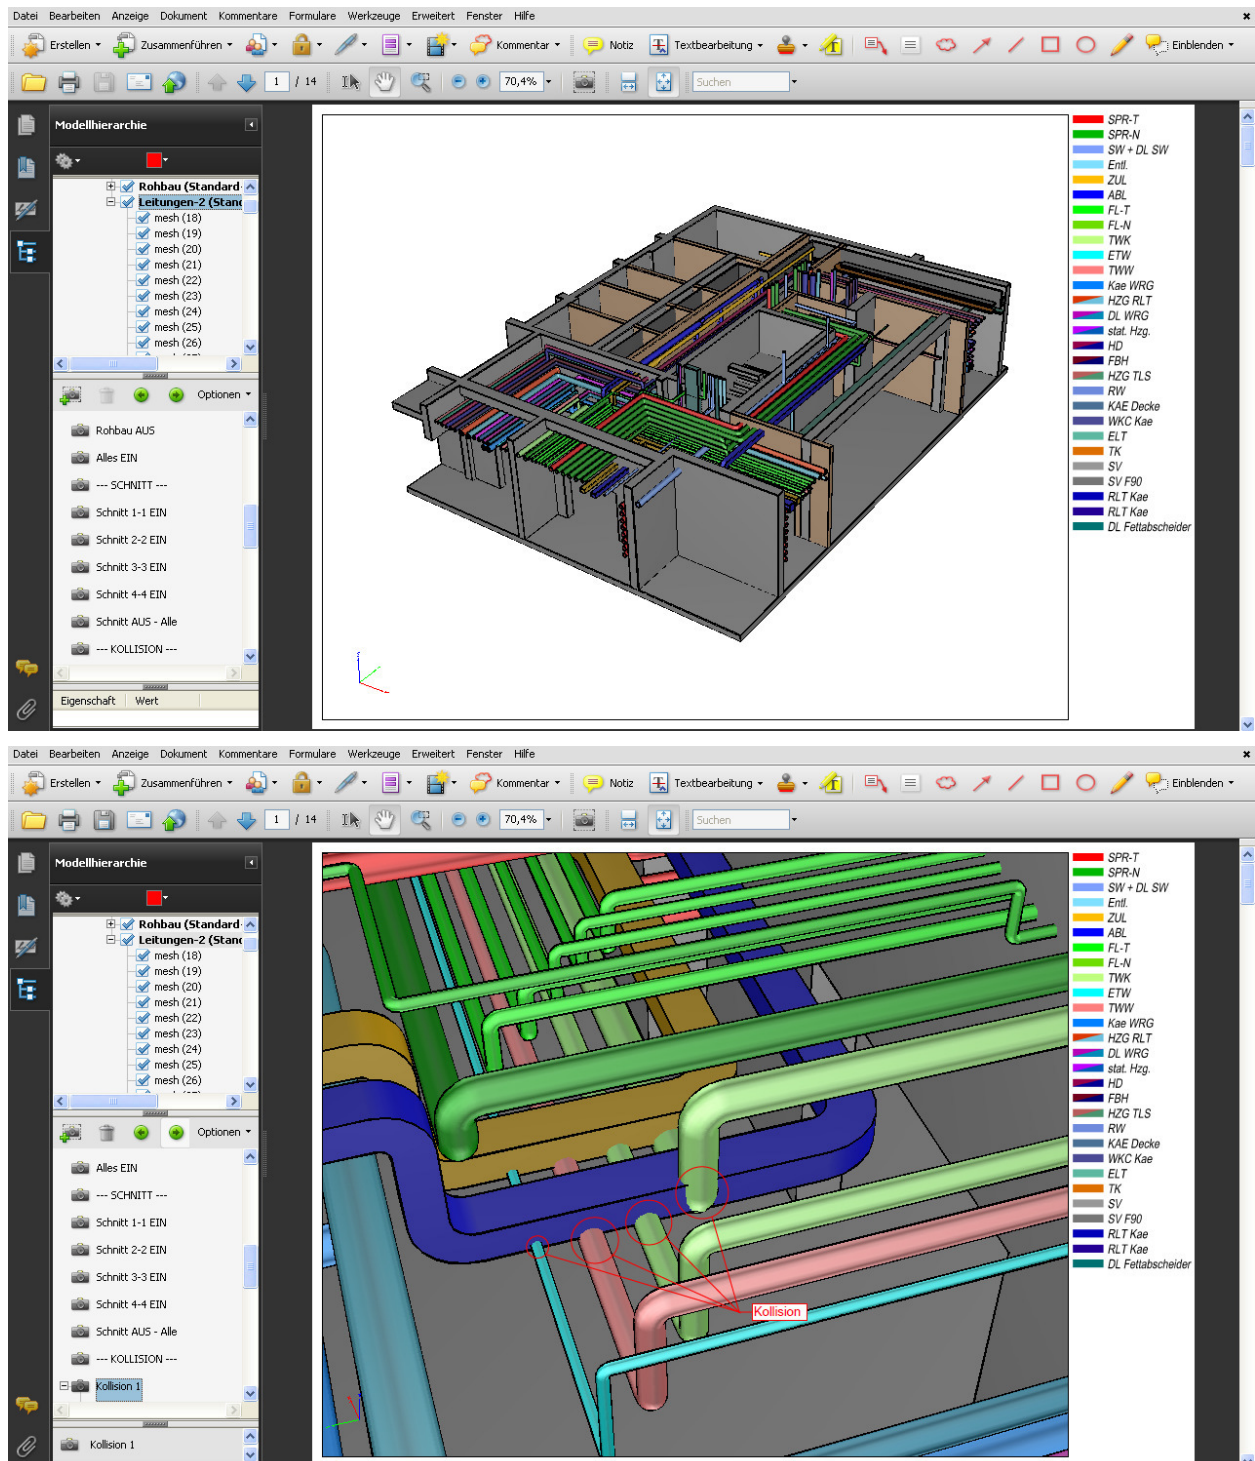 Datei Bearbeiten Anzeige Dokument Kommentare Formulare Werkzeuge Erweitert Fenster Hilfe
Erstellen Zusammenführen Kommentar Notiz Textbearbeitung Einblenden
1 / 14 70,4% Suchen
Modellhierarchie
Rohbau (Standard
Leitungen-2 (Stand
mesh (18)
mesh (19)
mesh (20)
mesh (21)
mesh (22)
mesh (23)
mesh (24)
mesh (25)
mesh (26)
Optionen
Rohbau AUS
Alles EIN
--- SCHNITT ---
Schnitt 1-1 EIN
Schnitt 2-2 EIN
Schnitt 3-3 EIN
Schnitt 4-4 EIN
Schnitt AUS - Alle
--- KOLLISION ---
Eigenschaft Wert
SPR-T
SPR-N
SW + DL SW
Entl.
ZUL
ABL
FL-T
FL-N
TWK
ETW
TWW
Kae WRG
HZG RLT
DL WRG
stat. Hzg.
HD
FBH
HZG TLS
RW
KAE Decke
WKC Kae
ELT
TK
SV
SV F90
RLT Kae
RLT Kae
DL Fettabscheider
Datei Bearbeiten Anzeige Dokument Kommentare Formulare Werkzeuge Erweitert Fenster Hilfe
Erstellen Zusammenführen Kommentar Notiz Textbearbeitung Einblenden
1 / 14 70,4% Suchen
Modellhierarchie
Rohbau (Standard
Leitungen-2 (Stand
mesh (18)
mesh (19)
mesh (20)
mesh (21)
mesh (22)
mesh (23)
mesh (24)
mesh (25)
mesh (26)
Optionen
Alles EIN
--- SCHNITT ---
Schnitt 1-1 EIN
Schnitt 2-2 EIN
Schnitt 3-3 EIN
Schnitt 4-4 EIN
Schnitt AUS - Alle
--- KOLLISION ---
Kollision 1
Kollision 1
Kollision
SPR-T
SPR-N
SW + DL SW
Entl.
ZUL
ABL
FL-T
FL-N
TWK
ETW
TWW
Kae WRG
HZG RLT
DL WRG
stat. Hzg.
HD
FBH
HZG TLS
RW
KAE Decke
WKC Kae
ELT
TK
SV
SV F90
RLT Kae
RLT Kae
DL Fettabscheider